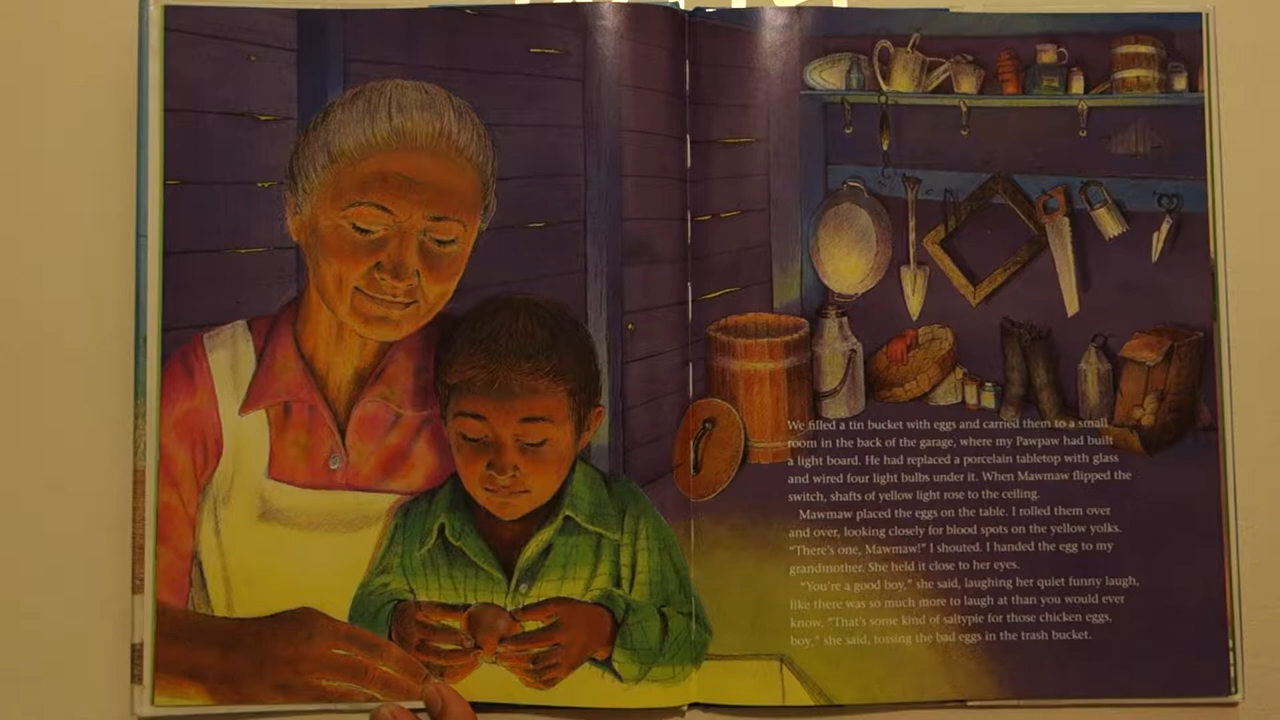 We filled a tin bucket with eggs and carried them to a small
room in the back of the garage, where my Pawpaw had built
a light board. He had replaced a porcelain tabletop with glass
and wired four light bulbs under it. When Mawmaw flipped the
switch, shafts of yellow light rose to the ceiling.
Mawmaw placed the eggs on the table. I rolled them over
and over, looking closely for blood spots on the yellow yolks.
"There's one, Mawmaw!" I shouted. I handed the egg to my
grandmother. She held it close to her eyes.
"You're a good boy," she said, laughing her quiet funny laugh,
like there was so much more to laugh at than you would ever
know. "That's some kind of saltypie for those chicken eggs,
boy," she said, tossing the bad eggs in the trash bucket.